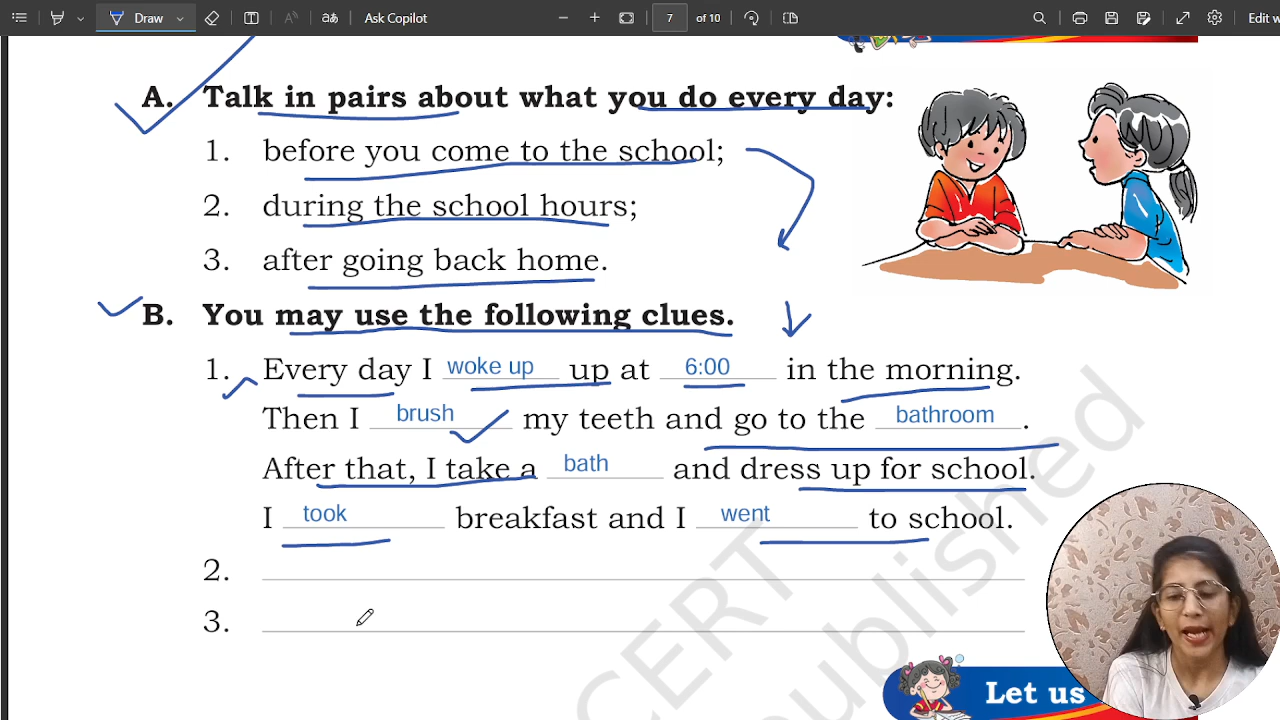 Draw
Ask Copilot
7 of 10
Edit w
A. Talk in pairs about what you do every day:
1. before you come to the school;
2. during the school hours;
3. after going back home.
B. You may use the following clues.
1. Every day I woke up up at 6:00 in the morning.
Then I brush my teeth and go to the bathroom .
After that, I take a bath and dress up for school.
I took breakfast and I went to school.
2.
3.
CERT
published
Let us